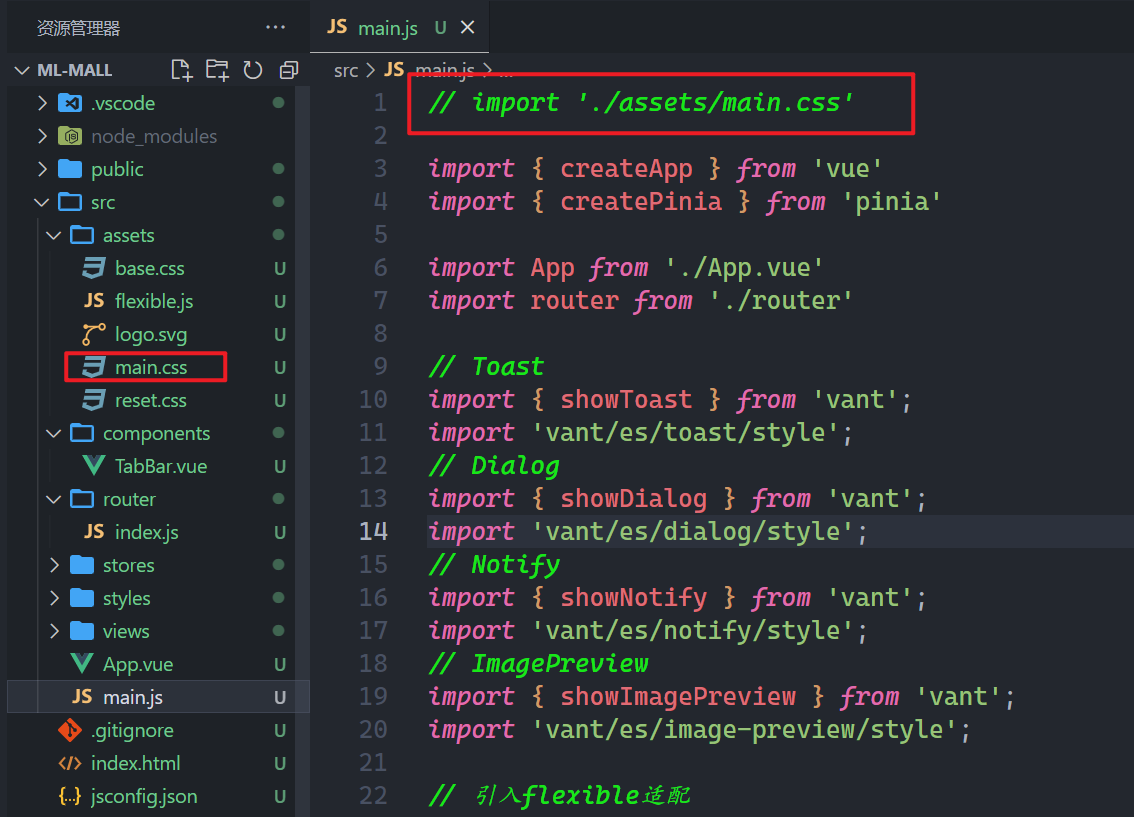 资源管理器 ···
JS main.js U ×
ML-MALL
src > JS main.js > ...
.vscode
node_modules
public
src
assets
base.css U
JS flexible.js U
logo.svg U
main.css U
reset.css U
components
TabBar.vue U
router
JS index.js U
stores
styles
views
App.vue U
JS main.js U
.gitignore U
index.html U
{..} jsconfig.json U
1 // import './assets/main.css'
2
3 import { createApp } from 'vue'
4 import { createPinia } from 'pinia'
5
6 import App from './App.vue'
7 import router from './router'
8
9 // Toast
10 import { showToast } from 'vant';
11 import 'vant/es/toast/style';
12 // Dialog
13 import { showDialog } from 'vant';
14 import 'vant/es/dialog/style';
15 // Notify
16 import { showNotify } from 'vant';
17 import 'vant/es/notify/style';
18 // ImagePreview
19 import { showImagePreview } from 'vant';
20 import 'vant/es/image-preview/style';
21
22 // 引入flexible适配